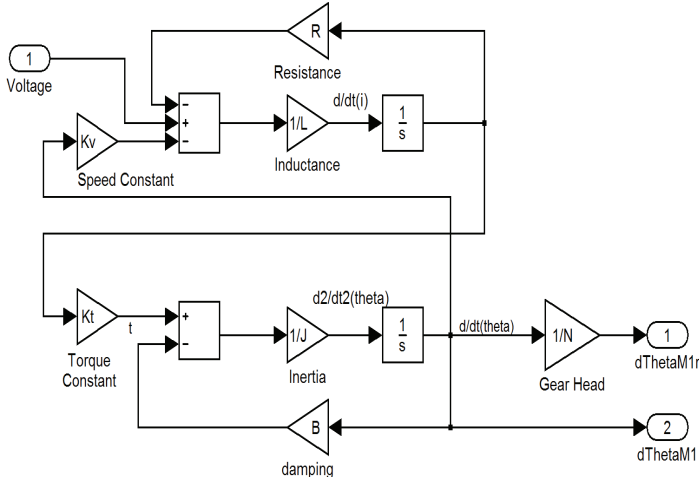 R
Resistance
1
Voltage
−
+
−
d/dt(i)
1/L
Inductance
1
s
Kv
Speed Constant
Kt
t
Torque
Constant
+
−
d2/dt2(theta)
1/J
Inertia
1
s
d/dt(theta)
1/N
Gear Head
1
dThetaM1r
B
damping
2
dThetaM1